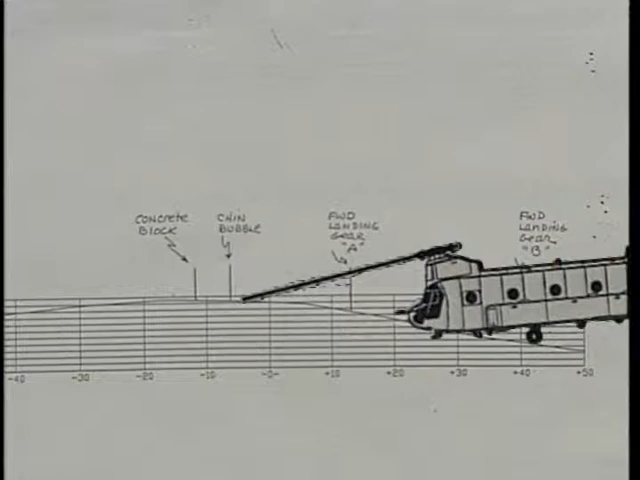 CONCRETE
BLOCK
CHIN
BUBBLE
FWD
LANDING
GEAR
"A"
FWD
LANDING
GEAR
"B"
-40 -30 -20 -10 -0- +10 +20 +30 +40 +50